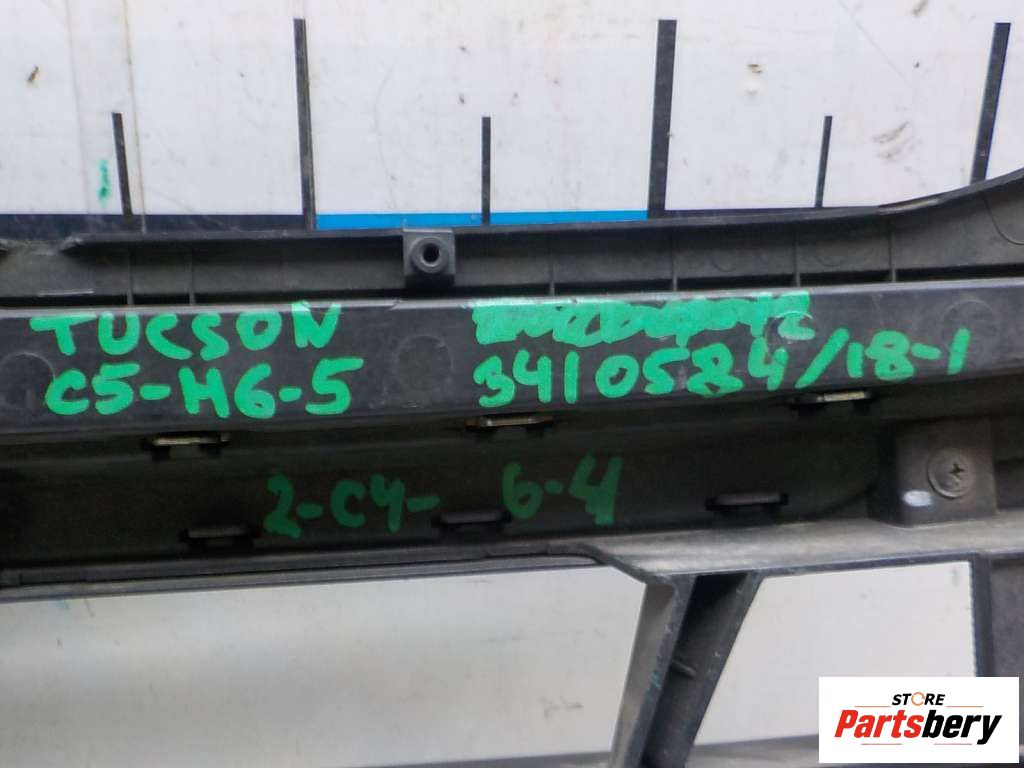 TUCSON
C5-H6-5
3410584/18-1
2-C4- 6-4
STORE
Partsbery